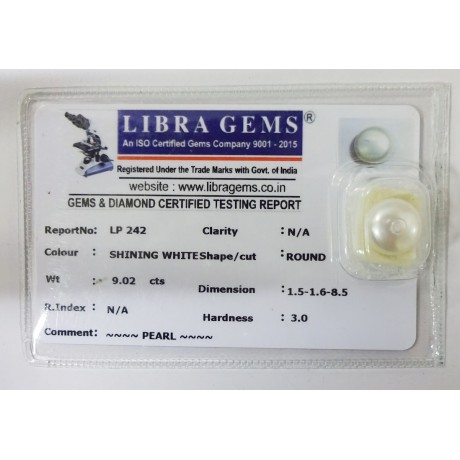 LIBRA GEMS®
An ISO Certified Gems Company 9001 - 2015
Registered Under the Trade Marks with Govt. of India
website : www.libragems.co.in
GEMS & DIAMOND CERTIFIED TESTING REPORT
ReportNo: LP 242 Clarity : N/A
Colour : SHINING WHITE Shape/cut : ROUND
Wt : 9.02 cts
Dimension : 1.5-1.6-8.5
R.Index : N/A
Hardness : 3.0
Comment: ~~~~ PEARL ~~~~